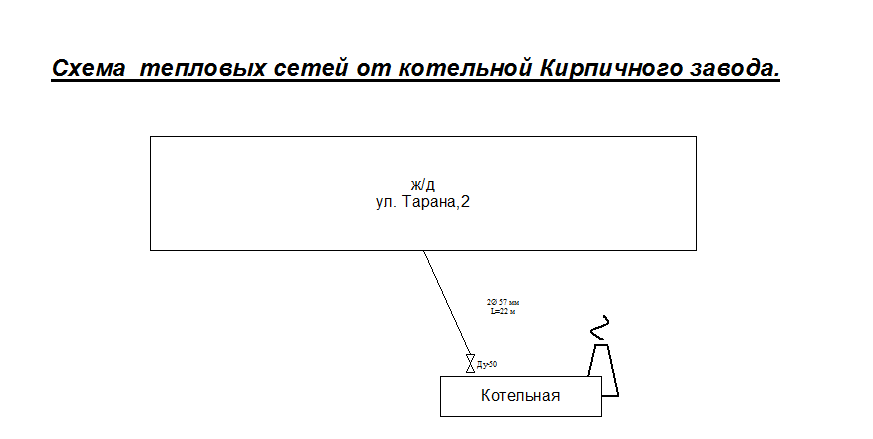 Схема тепловых сетей от котельной Кирпичного завода.
ж/д
ул. Тарана,2
2Ø 57 мм
L=22 м
Ду-50
Котельная